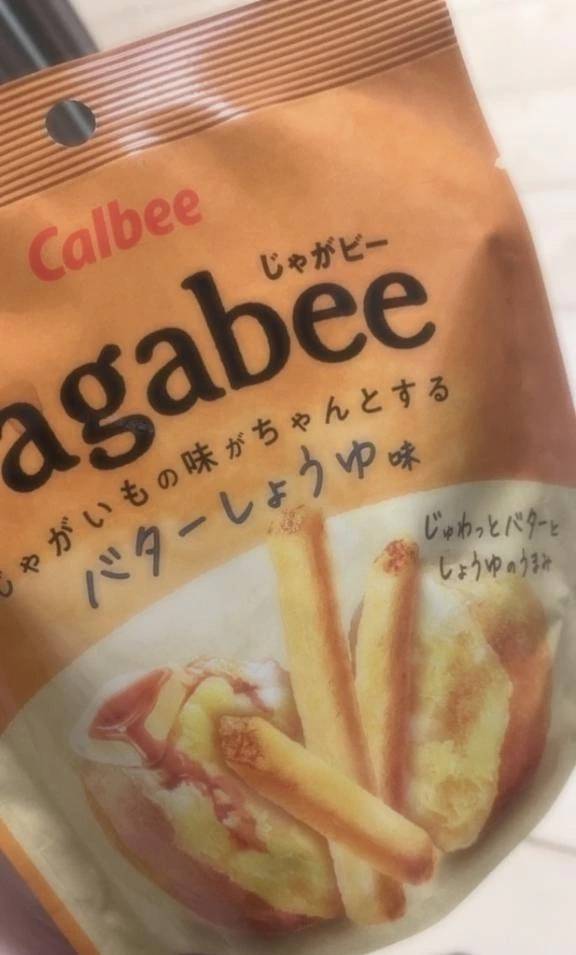 Calbee
じゃがビー
agabee
じゃがいもの味がちゃんとする
バターしょうゆ味
じゅわっとバターと
しょうゆのうまみ